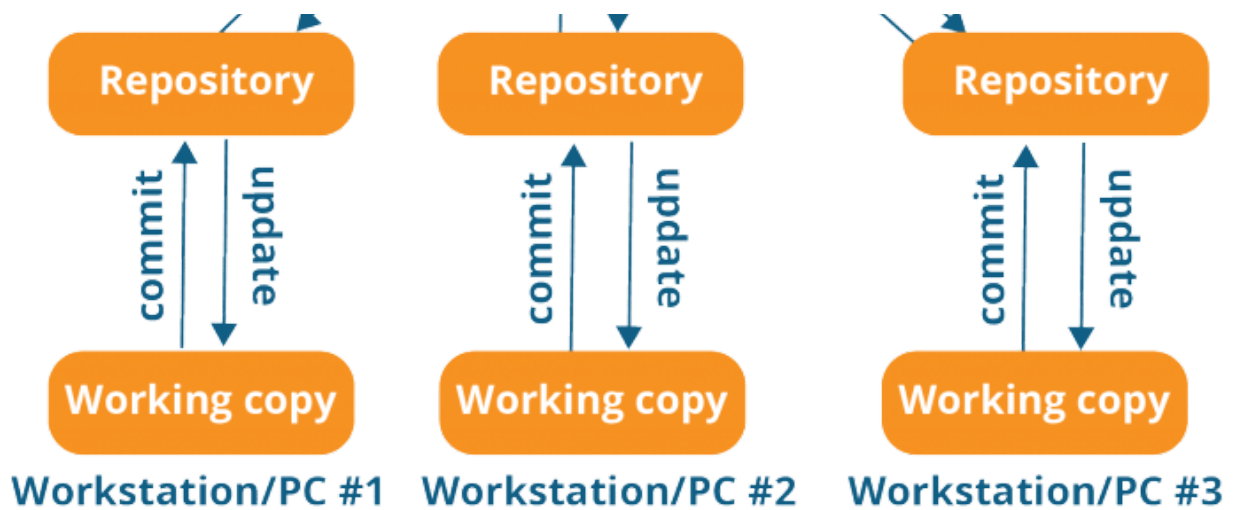 Repository Repository Repository
commit update commit update commit update
Working copy Working copy Working copy
Workstation/PC #1 Workstation/PC #2 Workstation/PC #3